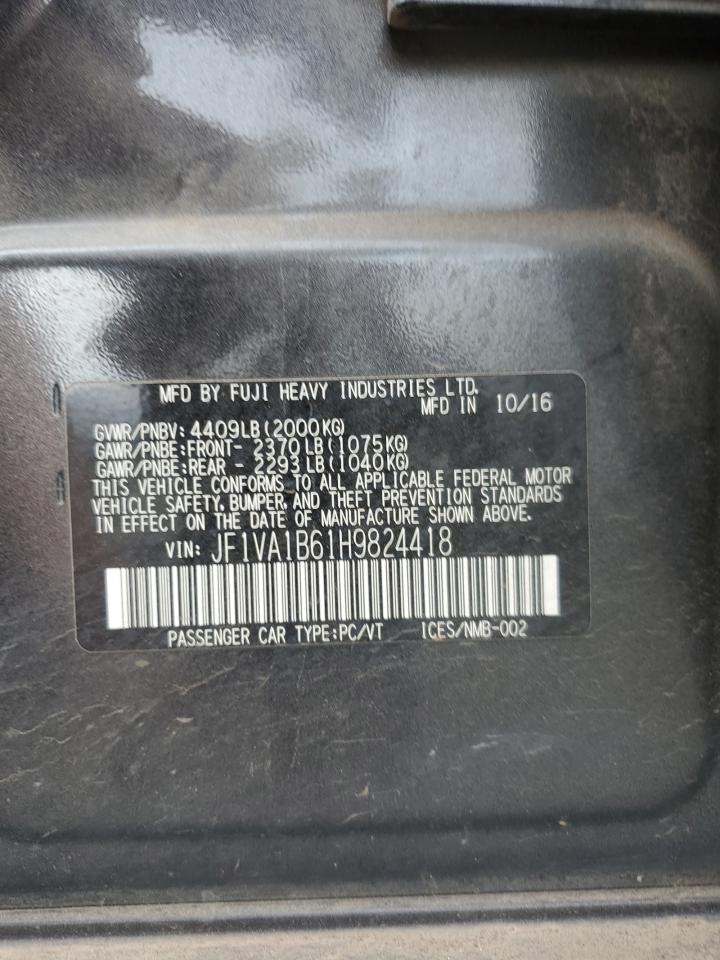 MFD BY FUJI HEAVY INDUSTRIES LTD.
MFD IN 10/16
GVWR/PNBV: 4409LB(2000KG)
GAWR/PNBE:FRONT- 2370LB(1075KG)
GAWR/PNBE:REAR - 2293LB(1040KG)
THIS VEHICLE CONFORMS TO ALL APPLICABLE FEDERAL MOTOR
VEHICLE SAFETY, BUMPER, AND THEFT PREVENTION STANDARDS
IN EFFECT ON THE DATE OF MANUFACTURE SHOWN ABOVE.
VIN: JF1VA1B61H9824418
PASSENGER CAR TYPE:PC/VT ICES/NMB-002